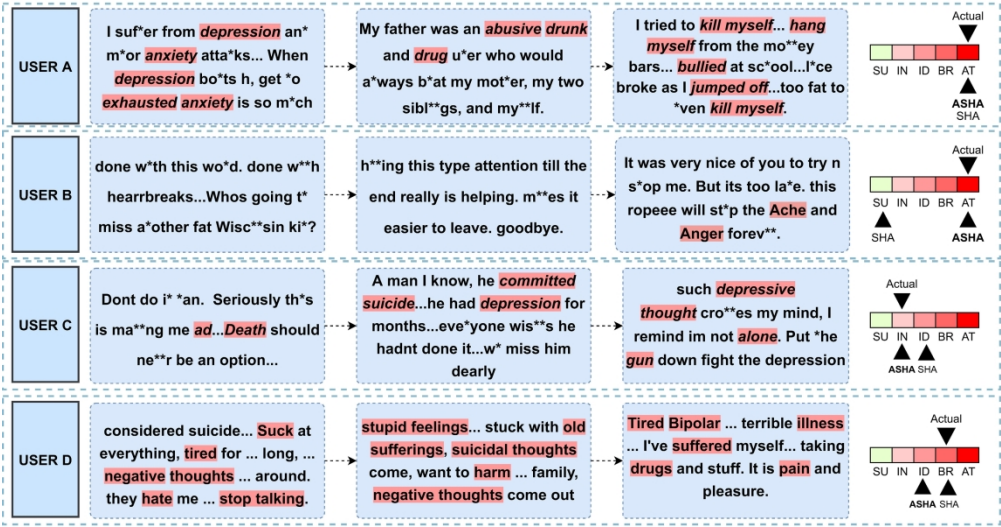 USER A
I suf*er from depression an*
m*or anxiety atta*ks... When
depression bo*ts h, get *o
exhausted anxiety is so m*ch
My father was an abusive drunk
and drug u*er who would
a*ways b*at my mot*er, my two
sibl**gs, and my**lf.
I tried to kill myself... hang
myself from the mo**ey
bars... bullied at sc*ool...I*ce
broke as I jumped off...too fat to
*ven kill myself.
Actual
SU IN ID BR AT
ASHA
SHA
USER B
done w*th this wo*d. done w**h
hearrbreaks...Whos going t*
miss a*other fat Wisc**sin ki*?
h**ing this type attention till the
end really is helping. m**es it
easier to leave. goodbye.
It was very nice of you to try n
s*op me. But its too la*e. this
ropeee will st*p the Ache and
Anger forev**.
Actual
SU IN ID BR AT
SHA ASHA
USER C
Dont do i* *an. Seriously th*s
is ma**ng me ad...Death should
ne**r be an option...
A man I know, he committed
suicide...he had depression for
months...eve*yone wis**s he
hadnt done it...w* miss him
dearly
such depressive
thought cro**es my mind, I
remind im not alone. Put *he
gun down fight the depression
Actual
SU IN ID BR AT
ASHA SHA
USER D
considered suicide... Suck at
everything, tired for ... long, ...
negative thoughts ... around.
they hate me ... stop talking.
stupid feelings... stuck with old
sufferings, suicidal thoughts
come, want to harm ... family,
negative thoughts come out
Tired Bipolar ... terrible illness
... I've suffered myself... taking
drugs and stuff. It is pain and
pleasure.
Actual
SU IN ID BR AT
ASHA SHA